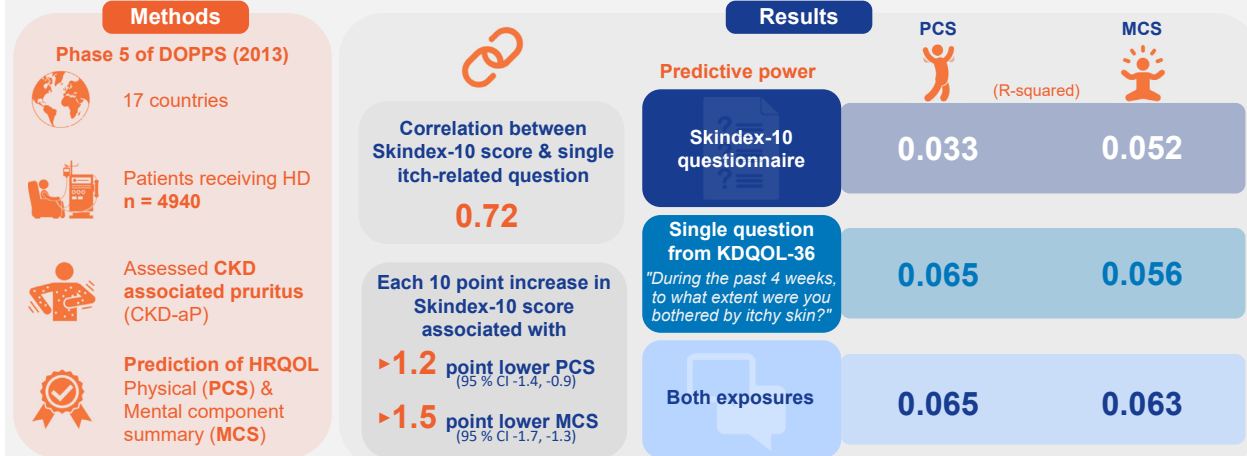 Methods
Phase 5 of DOPPS (2013)
17 countries
Patients receiving HD
n = 4940
Assessed CKD
associated pruritus
(CKD-aP)
Prediction of HRQOL
Physical (PCS) &
Mental component
summary (MCS)
Results
Correlation between
Skindex-10 score & single
itch-related question
0.72
Each 10 point increase in
Skindex-10 score
associated with
►1.2 point lower PCS
(95 % CI -1.4, -0.9)
►1.5 point lower MCS
(95 % CI -1.7, -1.3)
PCS
MCS
Predictive power
(R-squared)
Skindex-10
questionnaire
0.033
0.052
Single question
from KDQOL-36
"During the past 4 weeks,
to what extent were you
bothered by itchy skin?"
0.065
0.056
Both exposures
0.065
0.063